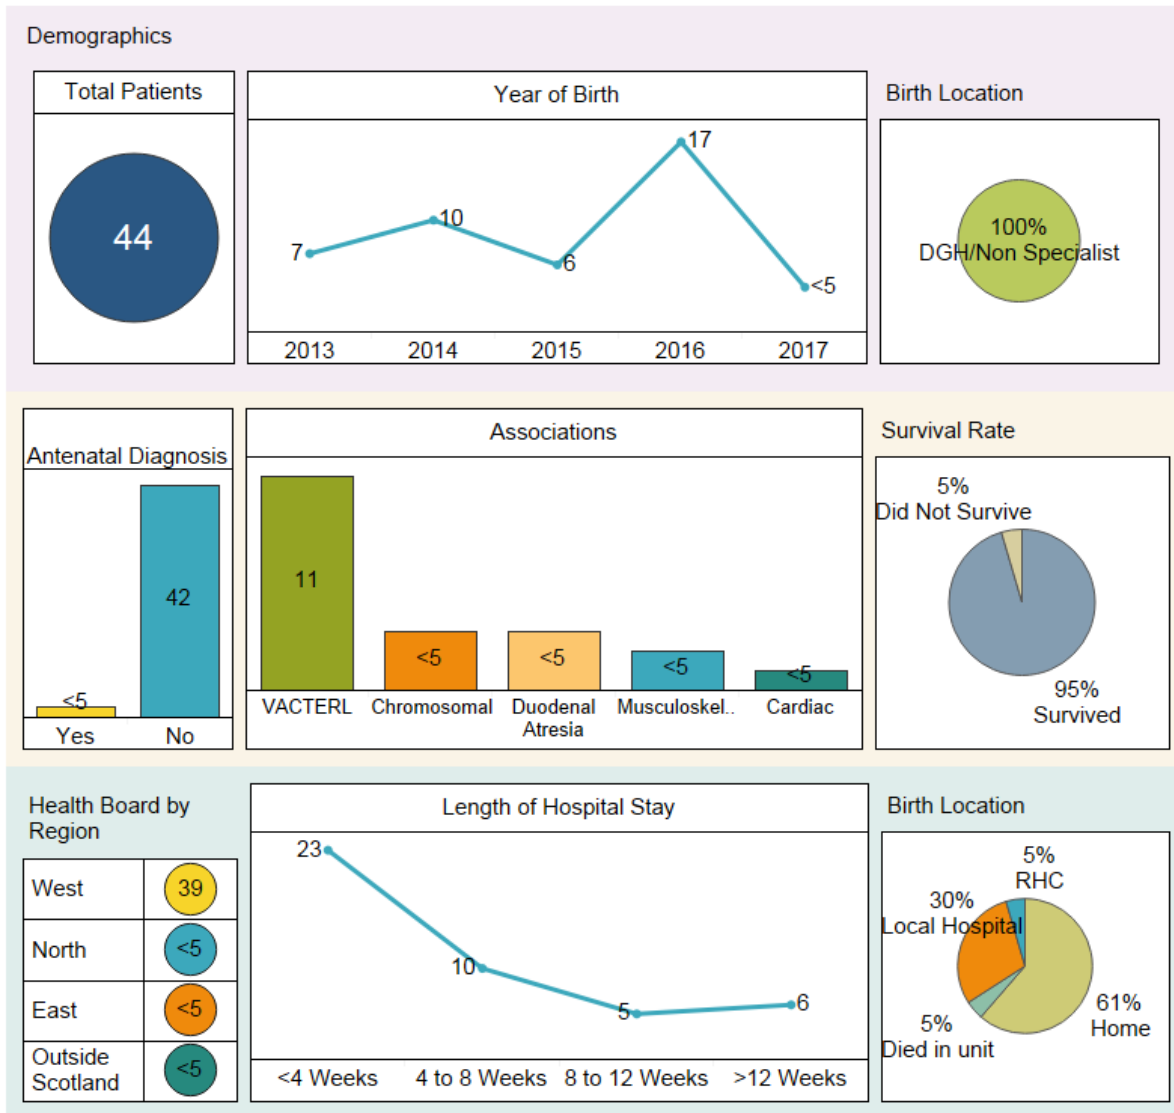 Demographics
Total Patients
44
Year of Birth
7
10
6
17
<5
2013
2014
2015
2016
2017
Birth Location
100%
DGH/Non Specialist
Antenatal Diagnosis
<5
42
Yes
No
Associations
11
<5
<5
<5
<5
VACTERL
Chromosomal
Duodenal
Atresia
Musculoskel..
Cardiac
Survival Rate
5%
Did Not Survive
95%
Survived
Health Board by
Region
West
39
North
<5
East
<5
Outside
Scotland
<5
Length of Hospital Stay
23
10
5
6
<4 Weeks
4 to 8 Weeks
8 to 12 Weeks
>12 Weeks
Birth Location
5%
RHC
30%
Local Hospital
61%
Home
5%
Died in unit